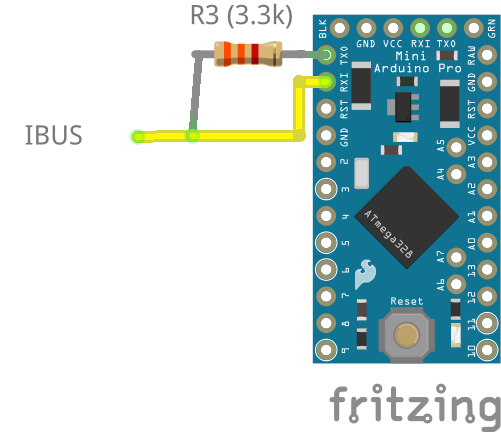 R3 (3.3k)
IBUS
BLK
GND VCC RXI TXO
GRN
TXO
RXI
RST
GND
2
3
4
5
6
7
8
9
Mini
Arduino Pro
RAW
GND
RST
VCC
A3
A2
A1
A0
13
12
11
10
A5
A4
A7
A6
ATmega328
Reset
fritzing